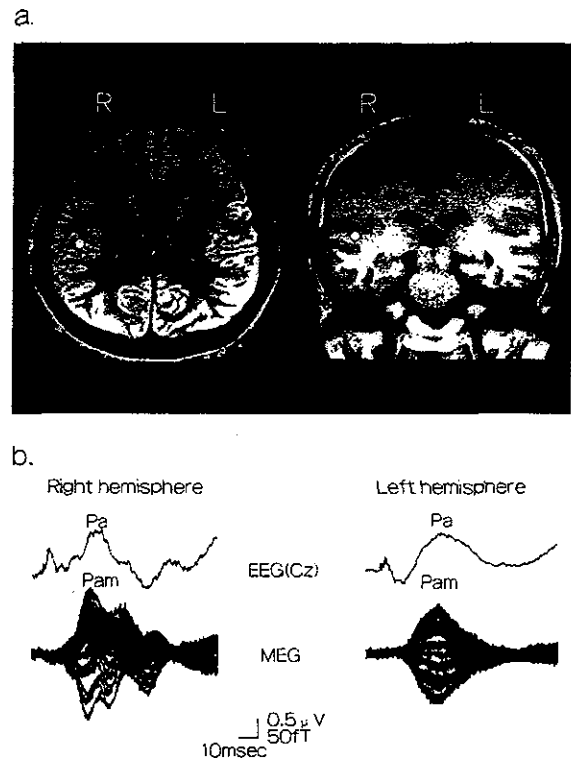 a.
R L R L
b.
Right hemisphere Left hemisphere
Pa Pa
EEG(Cz)
Pam Pam
MEG
0.5 μV
50fT
10msec